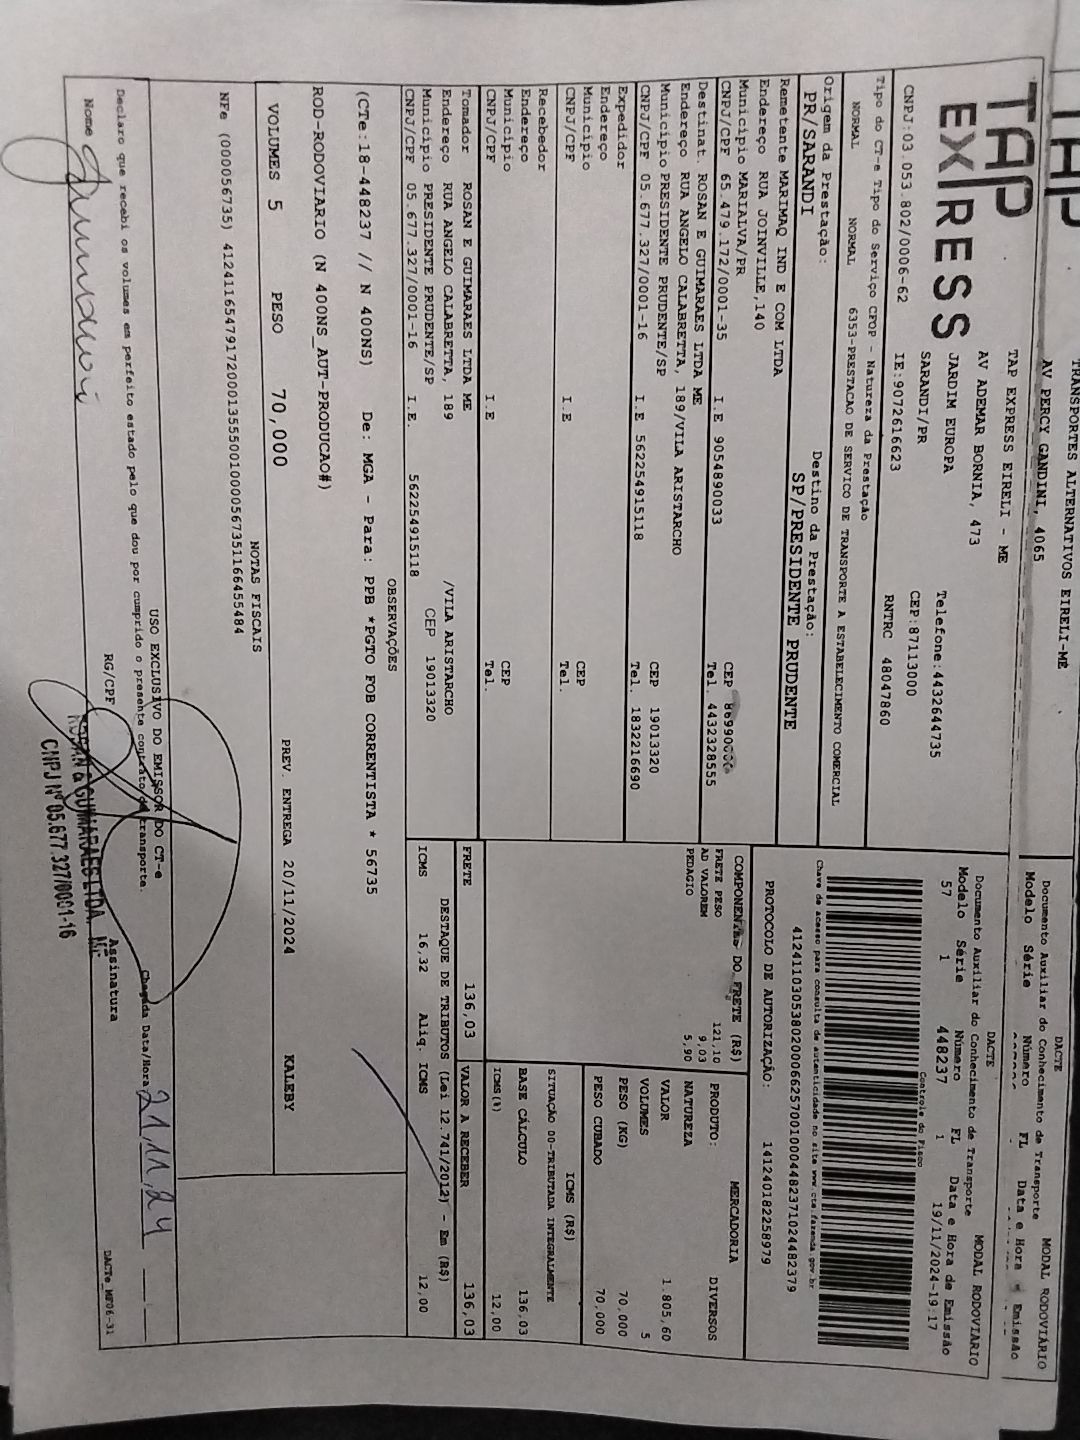 TRANSPORTES ALTERNATIVOS EIRELI-ME
AV PERCY GANDINI, 4065
DACTE
Documento Auxiliar do Conhecimento de Transporte
MODAL RODOVIÁRIO
Modelo Série Número FL Data e Hora Emissão
TAP
EXPRESS
TAP EXPRESS EIRELI - ME
AV ADEMAR BORNIA, 473
JARDIM EUROPA
SARANDI/PR
Telefone:4432644735
CEP:87113000
CNPJ:03.053.802/0006-62 IE:9072616623 RNTRC 48047860
DACTE
Documento Auxiliar do Conhecimento de Transporte
MODAL RODOVIARIO
Modelo Série Número FL Data e Hora de Emissão
57 1 448237 1 19/11/2024-19:17
Controle do Fisco
Tipo do CT-e Tipo do Serviço CFOP - Natureza da Prestação
NORMAL NORMAL 6353-PRESTACAO DE SERVICO DE TRANSPORTE A ESTABELECIMENTO COMERCIAL
Chave de acesso para consulta de autenticidade no site www.cte.fazenda.gov.br
41241103053802000662570010004482371024482379
Origem da Prestação: Destino da Prestação:
PR/SARANDI SP/PRESIDENTE PRUDENTE
PROTOCOLO DE AUTORIZAÇÃO: 141240182258979
Remetente MARIMAQ IND E COM LTDA
Endereço RUA JOINVILLE,140
Município MARIALVA/PR CEP
CNPJ/CPF 65.479.172/0001-35 I.E 9054890033 Tel. 4432328555
Destinat. ROSAN E GUIMARAES LTDA ME
Endereço RUA ANGELO CALABRETTA, 189/VILA ARISTARCHO
Município PRESIDENTE PRUDENTE/SP CEP 19013320
CNPJ/CPF 05.677.327/0001-16 I.E 562254915118 Tel. 1832216690
Expedidor
Endereço
Município CEP
CNPJ/CPF I.E Tel.
Recebedor
Endereço
Município CEP
CNPJ/CPF I.E Tel.
Tomador ROSAN E GUIMARAES LTDA ME
Endereço RUA ANGELO CALABRETTA, 189 /VILA ARISTARCHO
Município PRESIDENTE PRUDENTE/SP CEP 19013320
CNPJ/CPF 05.677.327/0001-16 I.E. 562254915118
COMPONENTES DO FRETE (R$)
FRETE PESO 121,10
AD VALOREM 9,03
PEDAGIO 5,90
MERCADORIA
PRODUTO: DIVERSOS
NATUREZA
VALOR 1.805,60
VOLUMES 5
PESO (KG) 70,000
PESO CUBADO 70,000
ICMS (R$)
SITUAÇÃO 00-TRIBUTADA INTEGRALMENTE
BASE CÁLCULO 136,03
ICMS(%) 12,00
FRETE 136,03 VALOR A RECEBER 136,03
DESTAQUE DE TRIBUTOS (Lei 12.741/2012) - Em (R$)
ICMS 16,32 Aliq. ICMS 12,00
OBSERVAÇÕES
(CTe:18-448237 // N 400NS) De: MGA - Para: PPB *PGTO FOB CORRENTISTA * 56735
ROD-RODOVIARIO (N 400NS_AUT-PRODUCAO#)
VOLUMES 5 PESO 70,000 PREV. ENTREGA 20/11/2024 KALEBY
NOTAS FISCAIS
NFe (000056735) 41241165479172000135550010000567351166455484
USO EXCLUSIVO DO EMISSOR DO CT-e
Declaro que recebi os volumes em perfeito estado pelo que dou por cumprido o presente contrato de transporte.
Chegada Data/Hora 21,11,24
Nome RG/CPF Assinatura
ROSAN & GUIMARAES LTDA. ME
CNPJ Nº 05.677.327/0001-16
DACTe_MF06-31